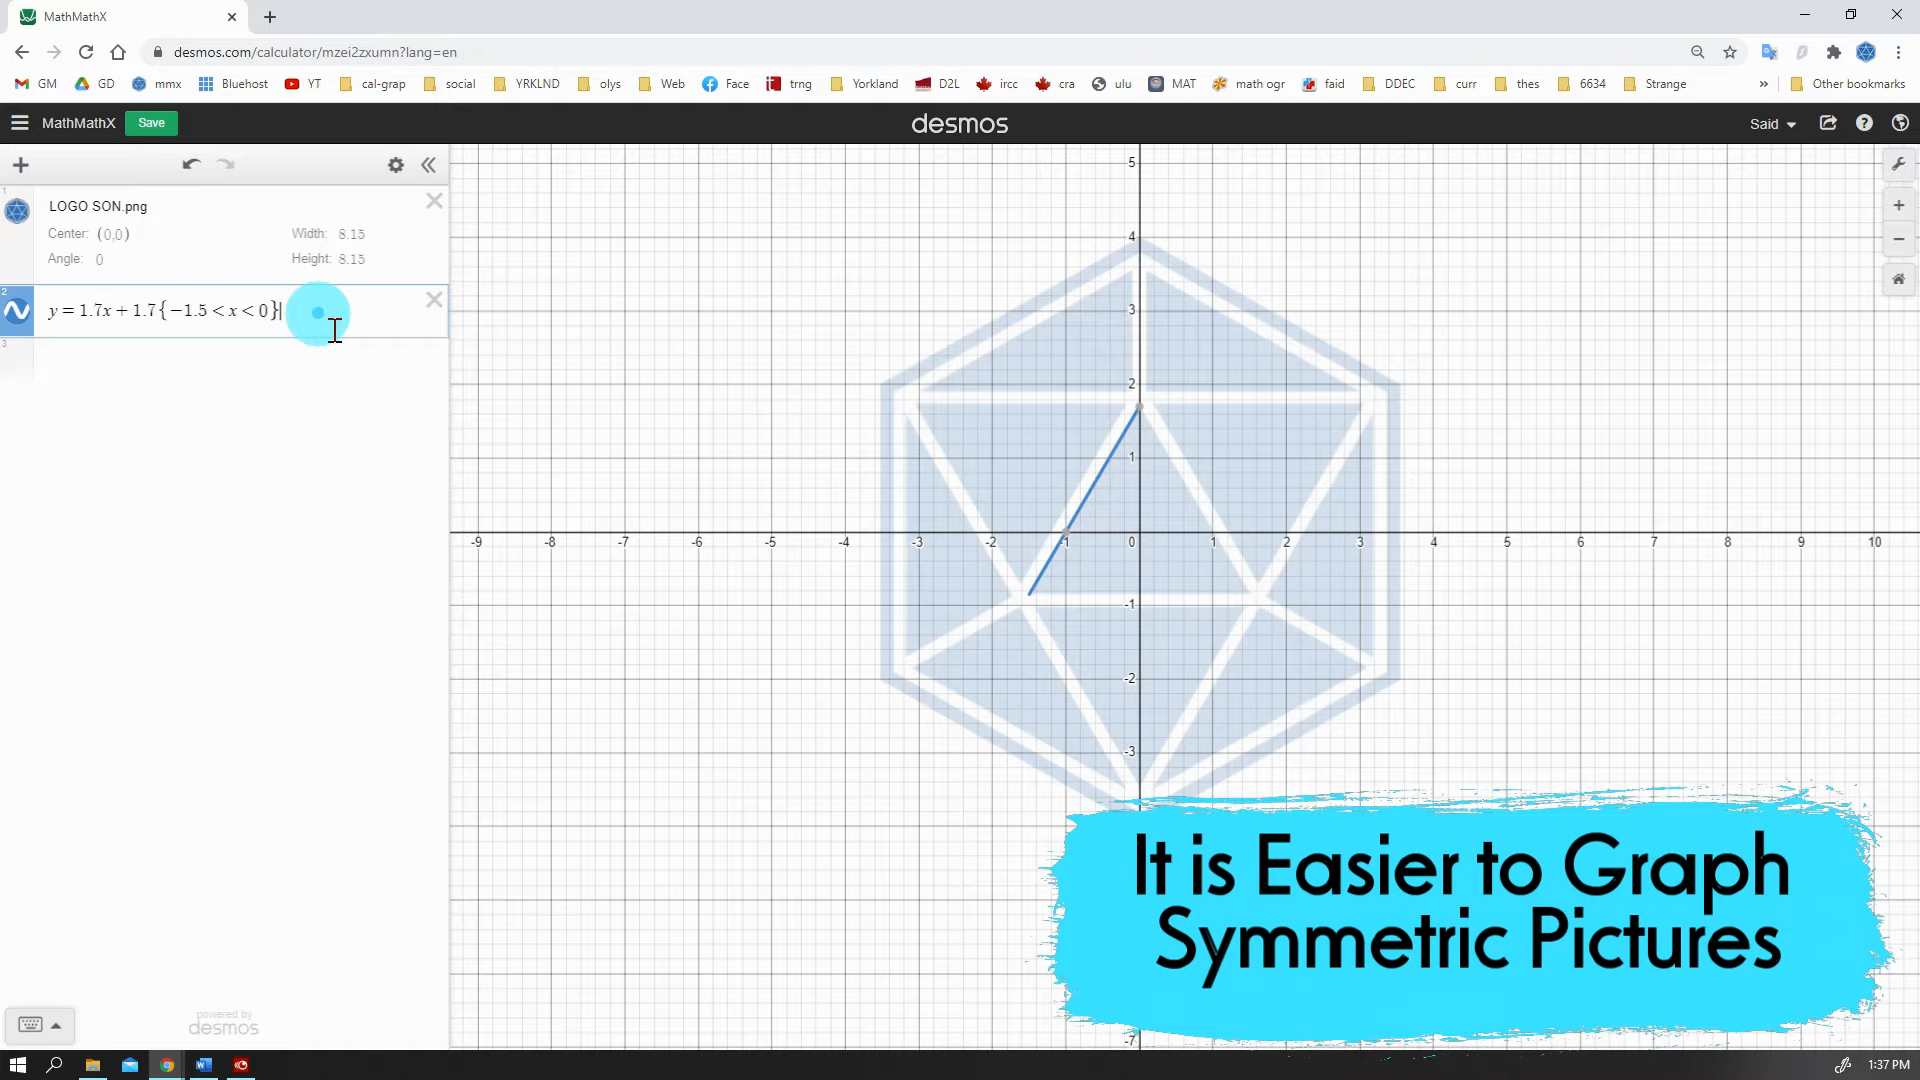 MathMathX
desmos.com/calculator/mzei2zxumn?lang=en
GM GD mmx Bluehost YT cal-grap social YRKLND olys Web Face trng Yorkland D2L ircc cra ulu MAT math ogr faid DDEC curr thes 6634 Strange » Other bookmarks
MathMathX Save desmos Said
1
LOGO SON.png
Center: (0,0) Width: 8.15
Angle: 0 Height: 8.15
2
y = 1.7x + 1.7{−1.5 < x < 0}
3
5
4
3
2
1
-9 -8 -7 -6 -5 -4 -3 -2 -1 0 1 2 3 4 5 6 7 8 9 10
-1
-2
-3
-7
It is Easier to Graph
Symmetric Pictures
powered by
desmos
1:37 PM